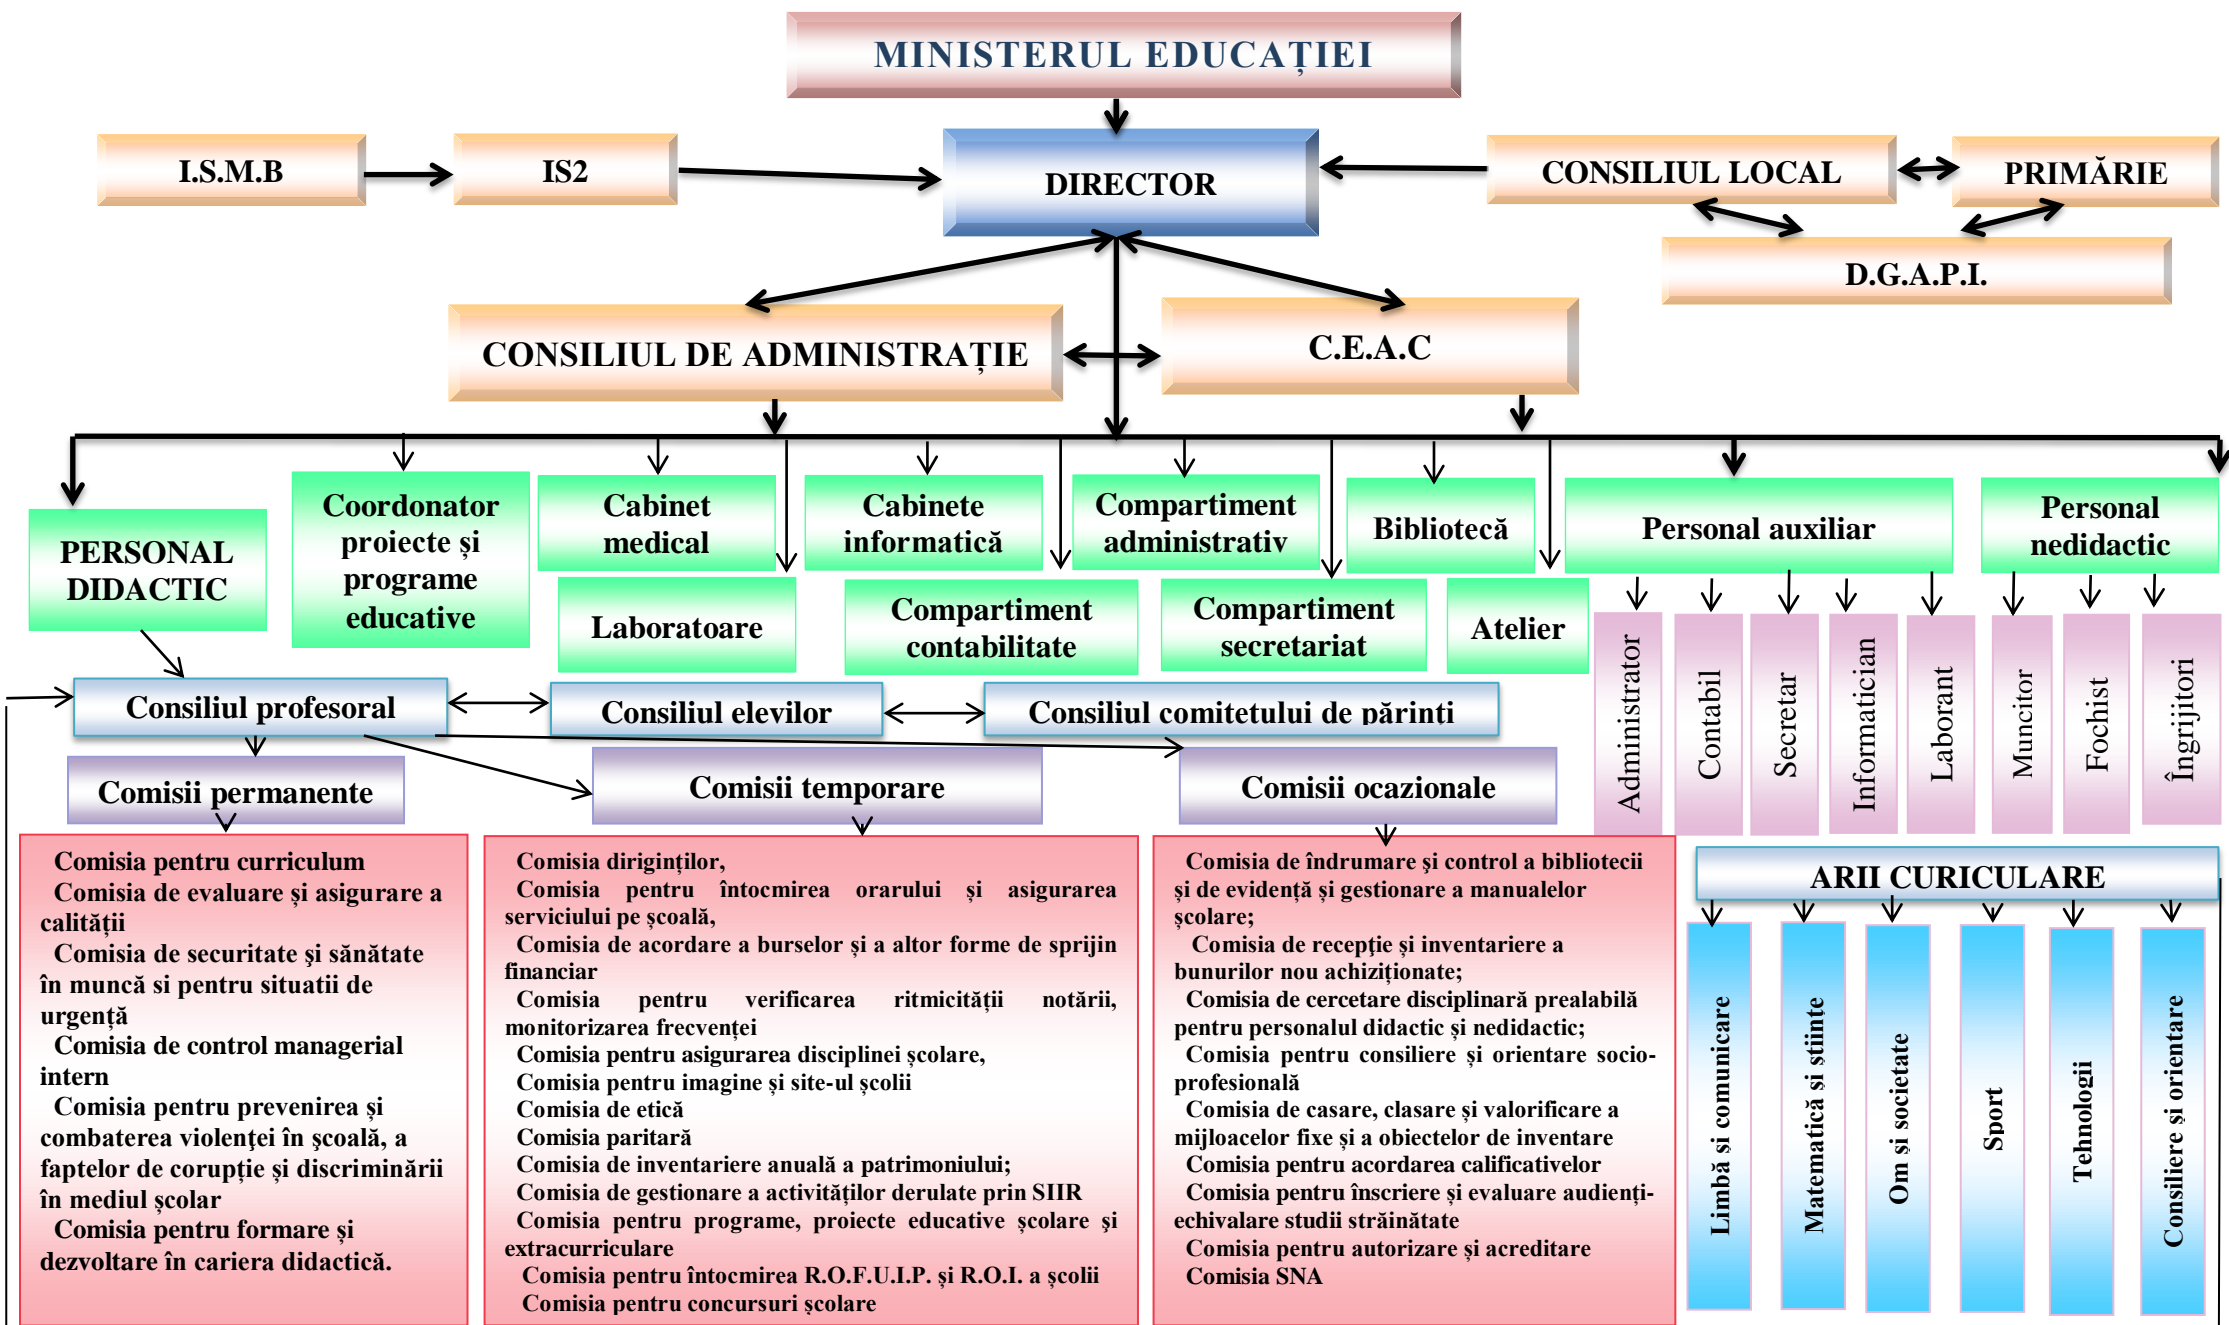 MINISTERUL EDUCAȚIEI
I.S.M.B
IS2
DIRECTOR
CONSILIUL LOCAL
PRIMĂRIE
D.G.A.P.I.
CONSILIUL DE ADMINISTRAȚIE
C.E.A.C
PERSONAL
DIDACTIC
Coordonator
proiecte și
programe
educative
Cabinet
medical
Laboratoare
Cabinete
informatică
Compartiment
contabilitate
Compartiment
administrativ
Compartiment
secretariat
Bibliotecă
Atelier
Personal auxiliar
Personal
nedidactic
Administrator
Contabil
Secretar
Informatician
Laborant
Muncitor
Fochist
Îngrijitori
Consiliul profesoral
Consiliul elevilor
Consiliul comitetului de părinți
Comisii permanente
Comisii temporare
Comisii ocazionale
Comisia pentru curriculum
Comisia de evaluare și asigurare a
calității
Comisia de securitate şi sănătate
în muncă si pentru situatii de
urgență
Comisia de control managerial
intern
Comisia pentru prevenirea și
combaterea violenţei în şcoală, a
faptelor de corupție și discriminării
în mediul școlar
Comisia pentru formare și
dezvoltare în cariera didactică.
Comisia diriginților,
Comisia pentru întocmirea orarului și asigurarea
serviciului pe școală,
Comisia de acordare a burselor și a altor forme de sprijin
financiar
Comisia pentru verificarea ritmicității notării,
monitorizarea frecvenței
Comisia pentru asigurarea disciplinei școlare,
Comisia pentru imagine și site-ul școlii
Comisia de etică
Comisia paritară
Comisia de inventariere anuală a patrimoniului;
Comisia de gestionare a activităților derulate prin SIIR
Comisia pentru programe, proiecte educative școlare şi
extracurriculare
Comisia pentru întocmirea R.O.F.U.I.P. și R.O.I. a școlii
Comisia pentru concursuri școlare
Comisia de îndrumare şi control a bibliotecii
și de evidență și gestionare a manualelor
școlare;
Comisia de recepţie și inventariere a
bunurilor nou achiziționate;
Comisia de cercetare disciplinară prealabilă
pentru personalul didactic și nedidactic;
Comisia pentru consiliere și orientare socio-
profesională
Comisia de casare, clasare și valorificare a
mijloacelor fixe și a obiectelor de inventare
Comisia pentru acordarea calificativelor
Comisia pentru înscriere și evaluare audienți-
echivalare studii străinătate
Comisia pentru autorizare și acreditare
Comisia SNA
ARII CURICULARE
Limbă și comunicare
Matematică și științe
Om și societate
Sport
Tehnologii
Consiliere și orientare